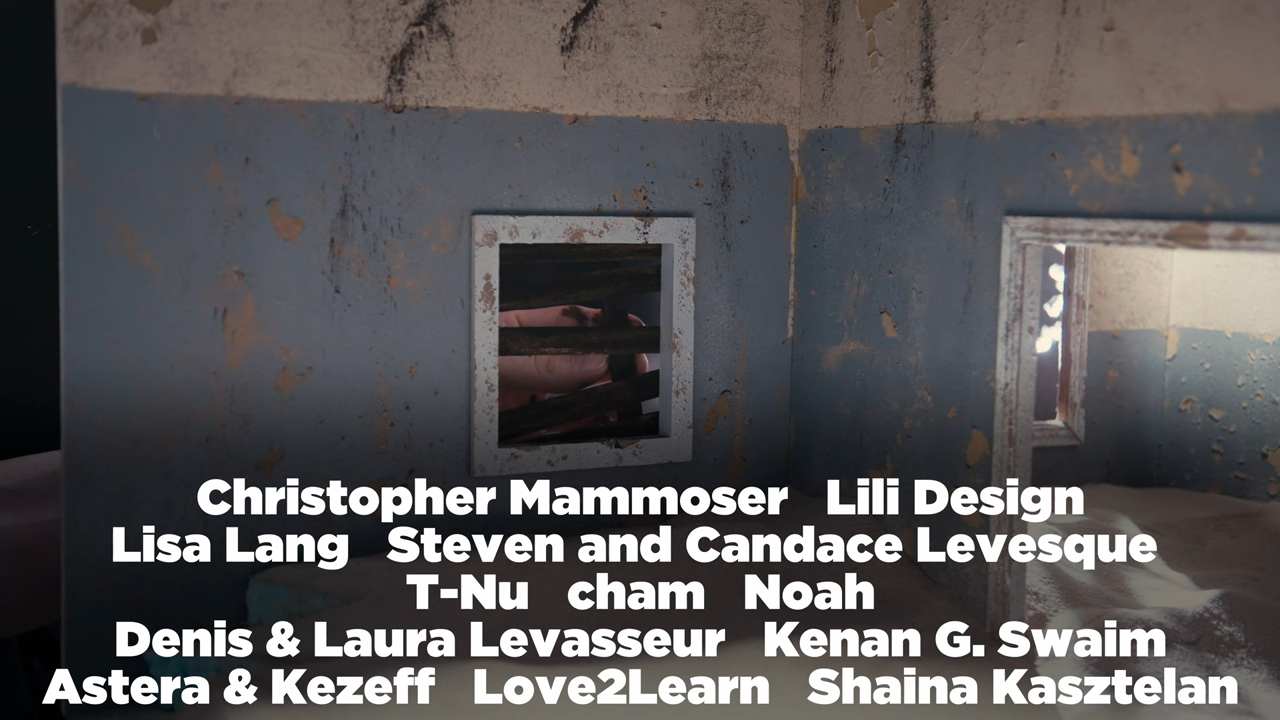 Christopher Mammoser   Lili Design
Lisa Lang   Steven and Candace Levesque
T-Nu   cham   Noah
Denis & Laura Levasseur   Kenan G. Swaim
Astera & Kezeff   Love2Learn   Shaina Kasztelan